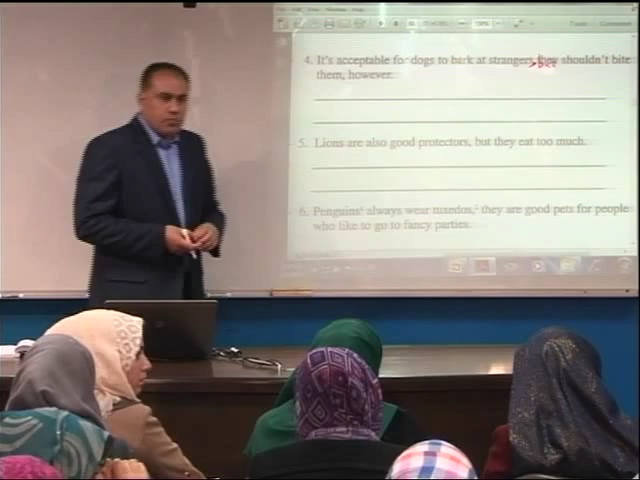 4. It's acceptable for dogs to bark at strangers, they shouldn't bite
them, however.
5. Lions are also good protectors, but they eat too much.
6. Penguins¹ always wear tuxedos,² they are good pets for people
who like to go to fancy parties.